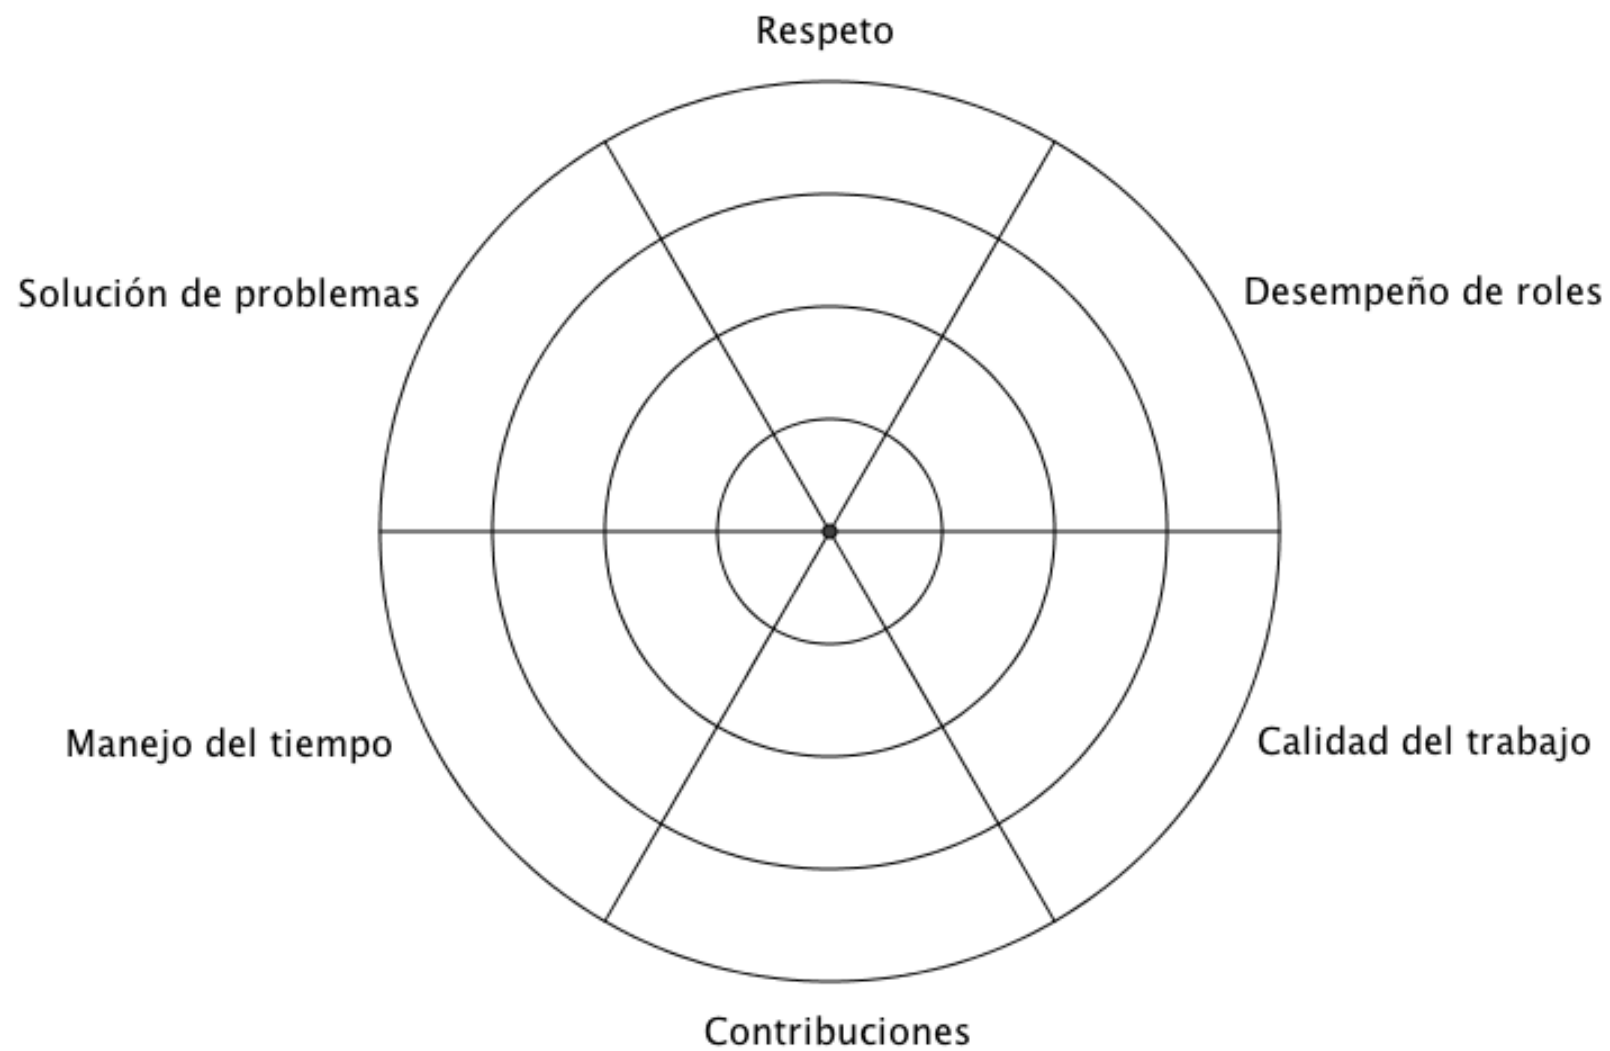 Respeto
Solución de problemas
Desempeño de roles
Manejo del tiempo
Calidad del trabajo
Contribuciones